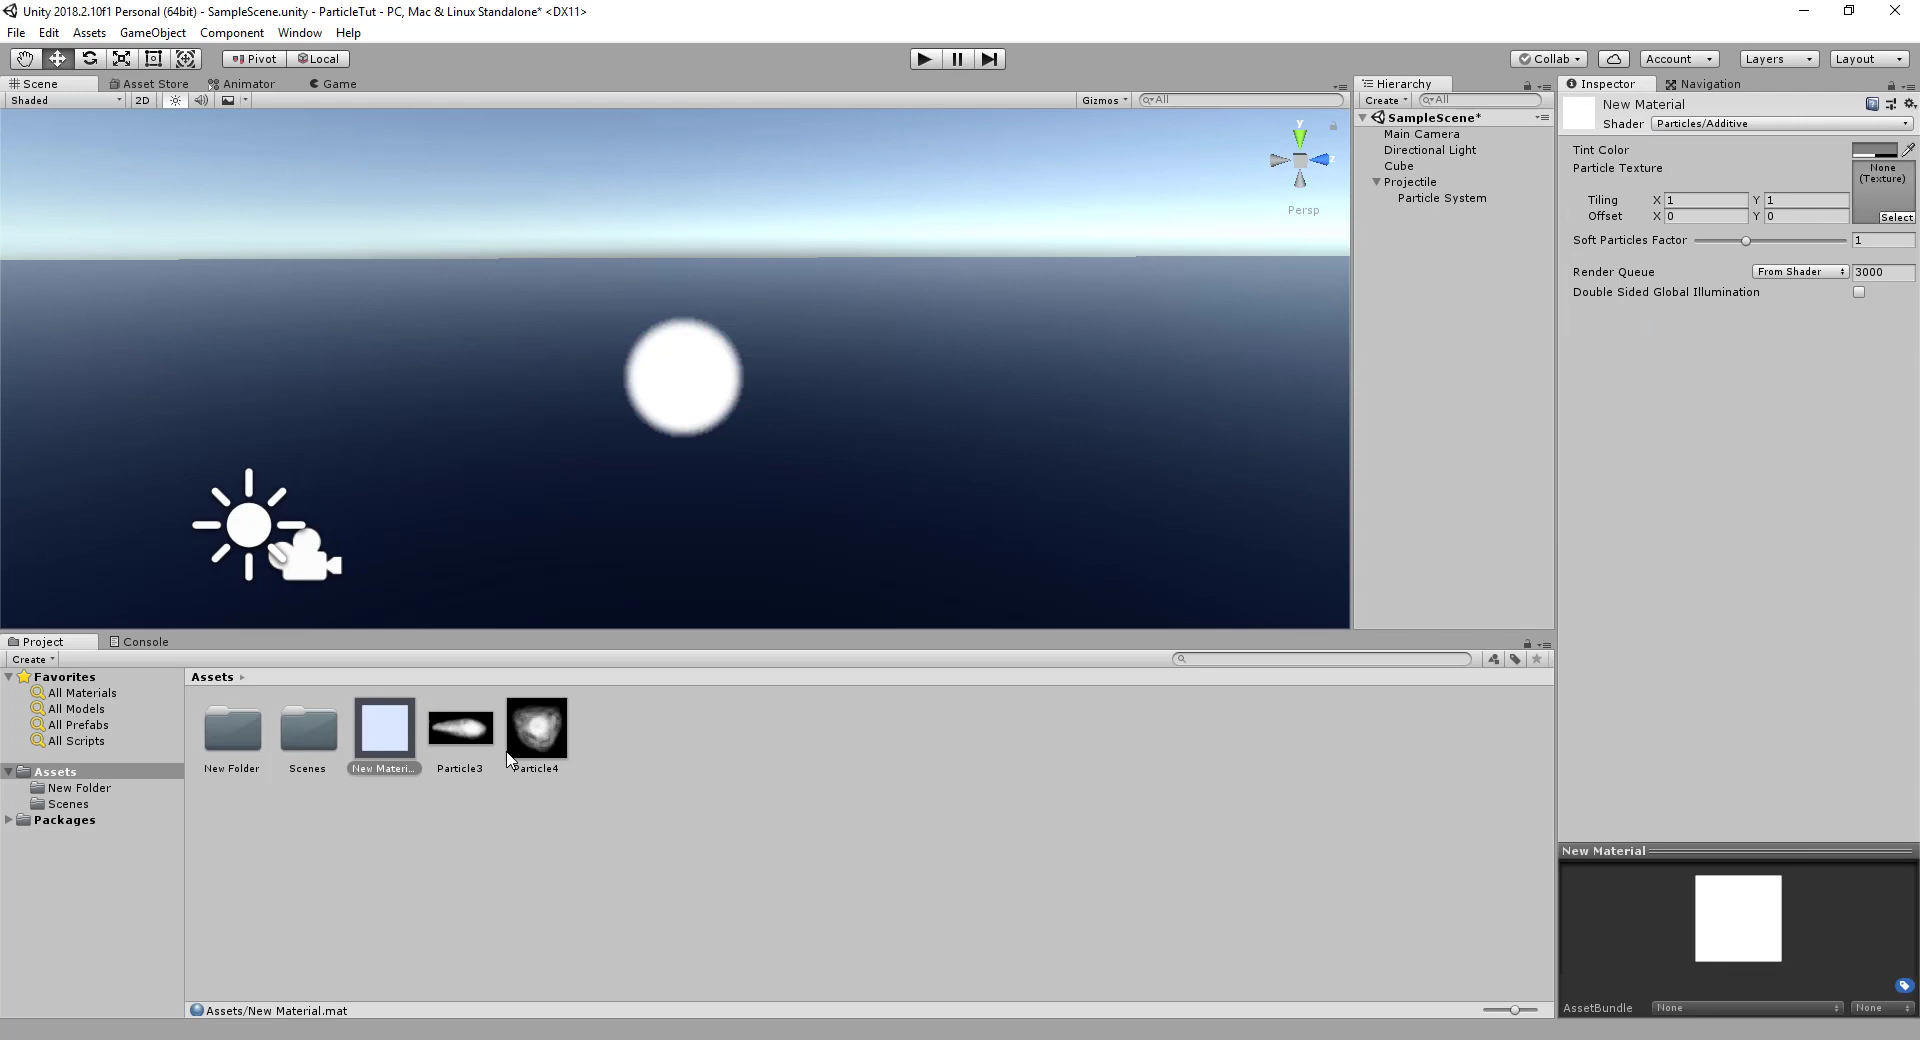 Unity 2018.2.10f1 Personal (64bit) - SampleScene.unity - ParticleTut - PC, Mac & Linux Standalone* <DX11>
File Edit Assets GameObject Component Window Help
Pivot Local Collab Account Layers Layout
Scene Asset Store Animator Game
Shaded 2D Gizmos All
y
z
Persp
Hierarchy
Create All
SampleScene*
Main Camera
Directional Light
Cube
Projectile
Particle System
Inspector Navigation
New Material
Shader Particles/Additive
Tint Color
Particle Texture
None
(Texture)
Tiling X 1 Y 1
Offset X 0 Y 0
Select
Soft Particles Factor 1
Render Queue From Shader 3000
Double Sided Global Illumination
Project Console
Create
Favorites
All Materials
All Models
All Prefabs
All Scripts
Assets
New Folder
Scenes
Packages
Assets
New Folder Scenes New Materi... Particle3 Particle4
Assets/New Material.mat
New Material
AssetBundle None None